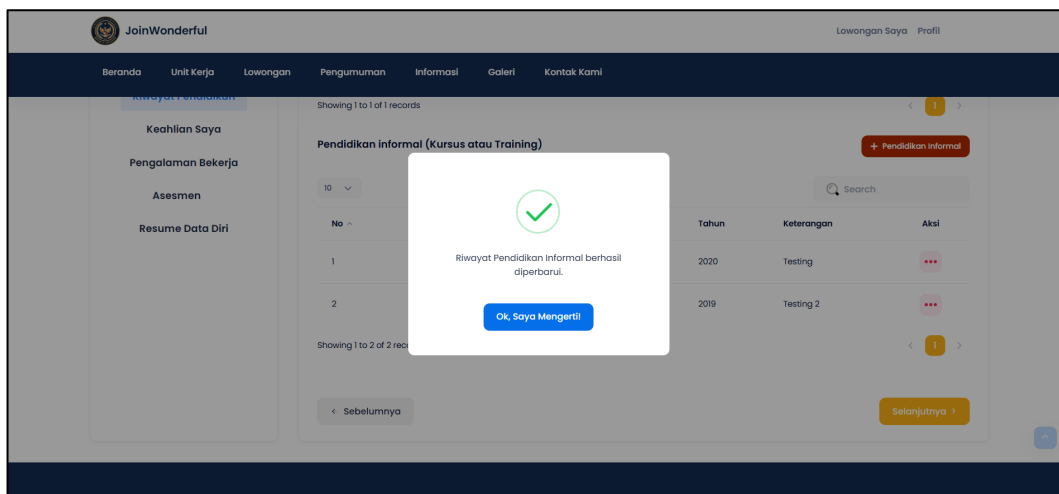 JoinWonderful
Lowongan Saya Profil
Beranda Unit Kerja Lowongan Pengumuman Informasi Galeri Kontak Kami
Riwayat Pendidikan
Showing 1 to 1 of 1 records
1
Keahlian Saya
Pendidikan informal (Kursus atau Training)
+ Pendidikan Informal
Pengalaman Bekerja
10
Search
Asesmen
No Tahun Keterangan Aksi
Resume Data Diri
1 2020 Testing
Riwayat Pendidikan Informal berhasil
diperbarui.
2 2019 Testing 2
Ok, Saya Mengerti!
Showing 1 to 2 of 2
1
Sebelumnya
Selanjutnya